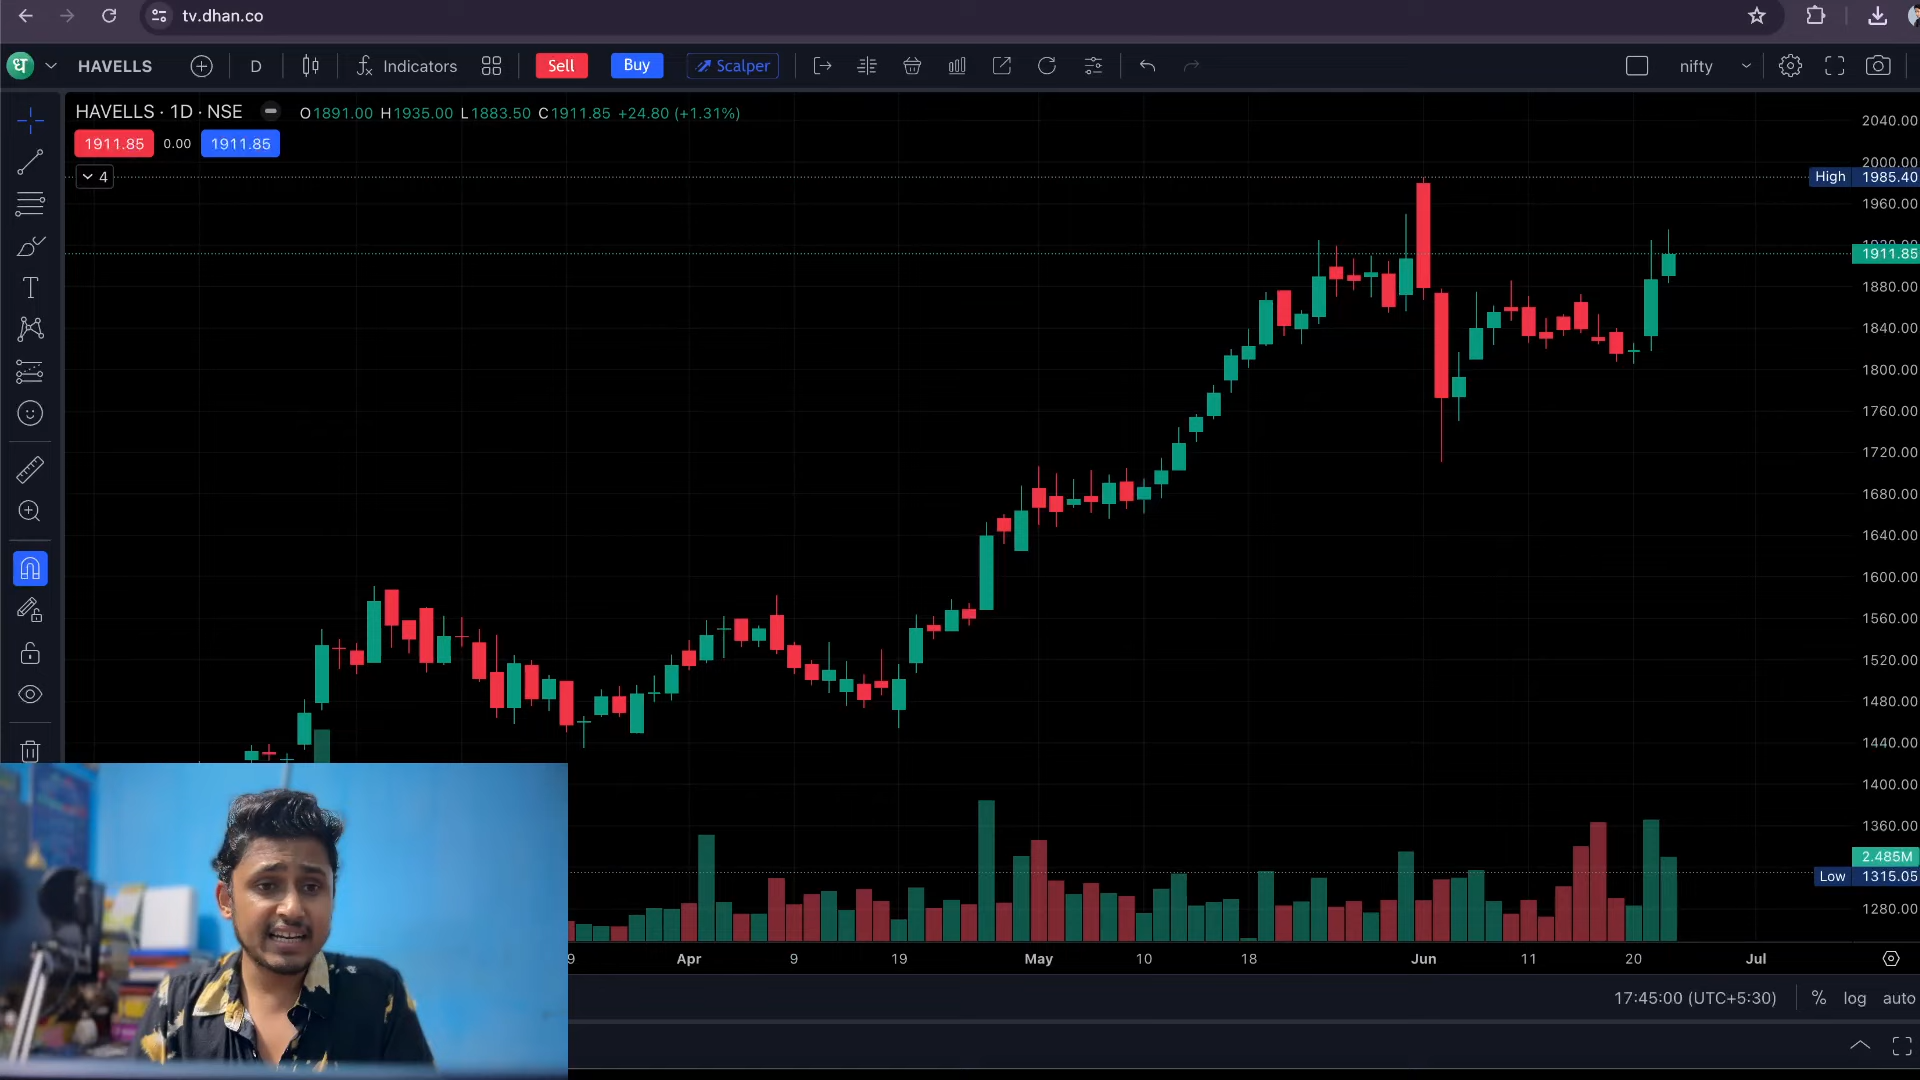 tv.dhan.co
ध HAVELLS D Indicators Sell Buy Scalper nifty
HAVELLS · 1D · NSE O1891.00 H1935.00 L1883.50 C1911.85 +24.80 (+1.31%)
1911.85 0.00 1911.85
4
2040.00
2000.00
High 1985.40
1960.00
1911.85
1880.00
1840.00
1800.00
1760.00
1720.00
1680.00
1640.00
1600.00
1560.00
1520.00
1480.00
1440.00
1400.00
1360.00
2.485M
Low 1315.05
1280.00
9 Apr 9 19 May 10 18 Jun 11 20 Jul
17:45:00 (UTC+5:30) % log auto